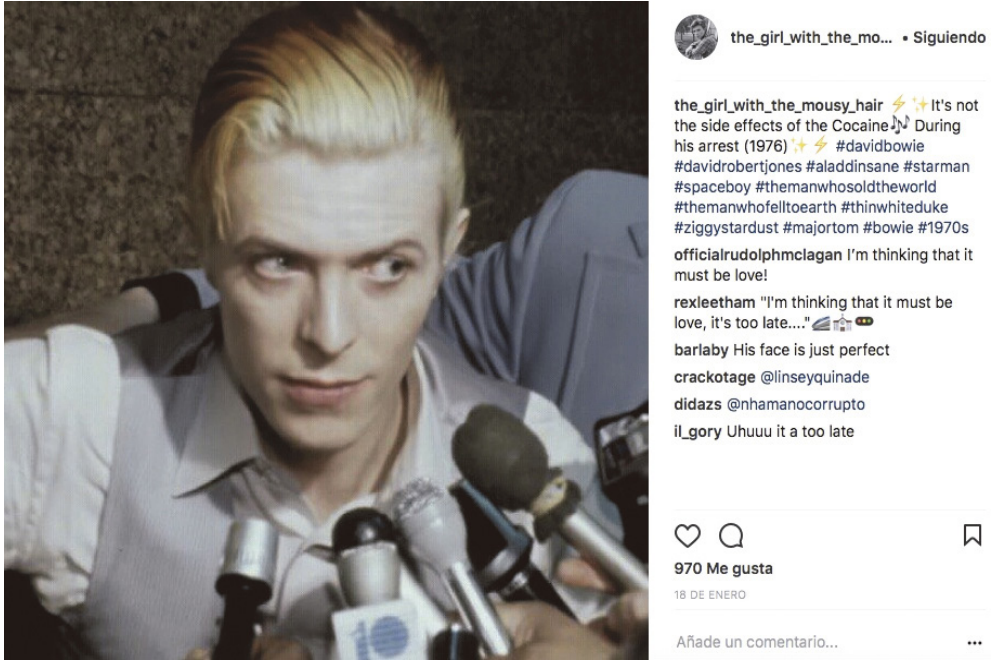 the_girl_with_the_mo... • Siguiendo
the_girl_with_the_mousy_hair ⚡✨It's not
the side effects of the Cocaine🎶 During
his arrest (1976)✨⚡ #davidbowie
#davidrobertjones #aladdinsane #starman
#spaceboy #themanwhosoldtheworld
#themanwhofelltoearth #thinwhiteduke
#ziggystardust #majortom #bowie #1970s
officialrudolphmclagan I'm thinking that it
must be love!
rexleetham "I'm thinking that it must be
love, it's too late...."🚄🏫🚥
barlaby His face is just perfect
crackotage @linseyquinade
didazs @nhamanocorrupto
il_gory Uhuuu it a too late
970 Me gusta
18 DE ENERO
Añade un comentario...
10